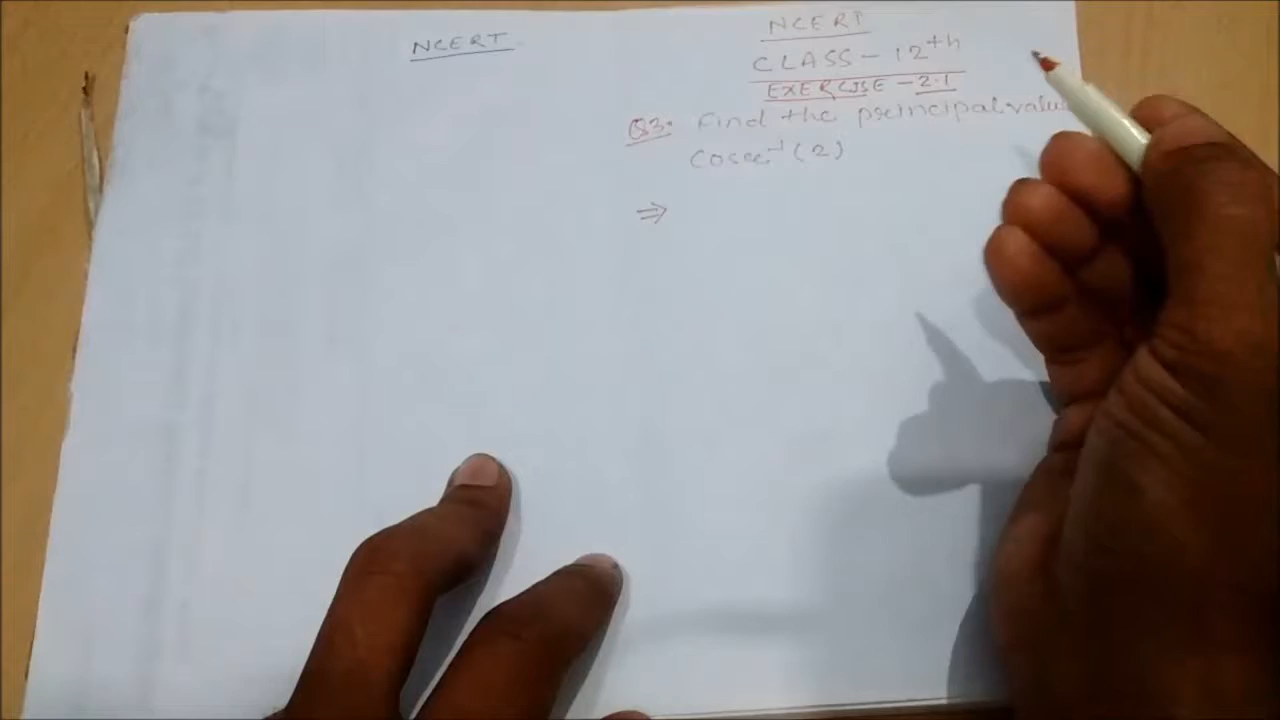 NCERT
NCERT
CLASS - 12th
EXERCISE - 2.1
Q3. Find the principal value
Cosec⁻¹(2)
⇒